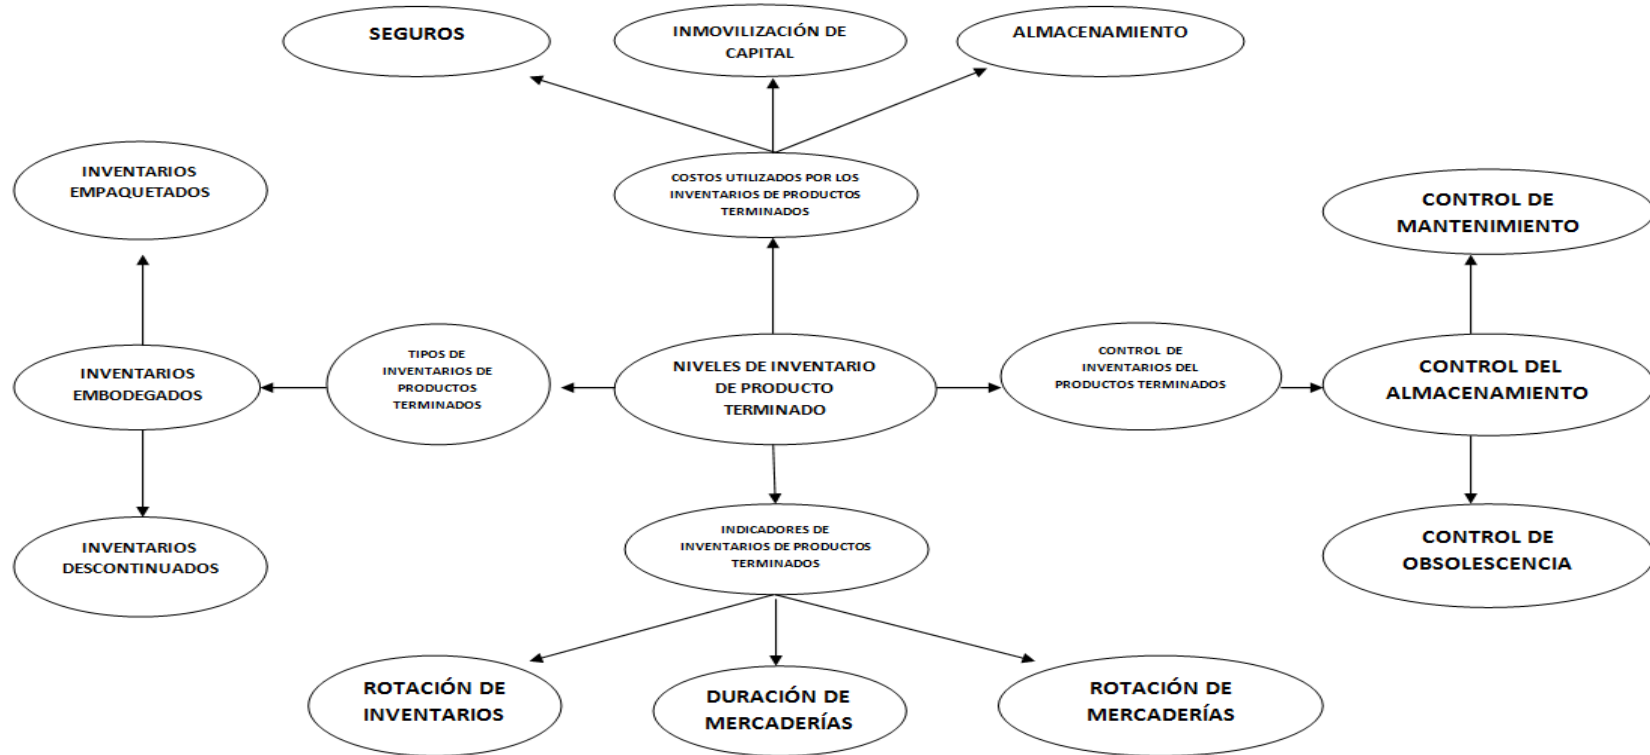 SEGUROS
INMOVILIZACIÓN DE
CAPITAL
ALMACENAMIENTO
INVENTARIOS
EMPAQUETADOS
COSTOS UTILIZADOS POR LOS
INVENTARIOS DE PRODUCTOS
TERMINADOS
CONTROL DE
MANTENIMIENTO
INVENTARIOS
EMBODEGADOS
TIPOS DE
INVENTARIOS DE
PRODUCTOS
TERMINADOS
NIVELES DE INVENTARIO
DE PRODUCTO
TERMINADO
CONTROL DE
INVENTARIOS DEL
PRODUCTOS TERMINADOS
CONTROL DEL
ALMACENAMIENTO
INVENTARIOS
DESCONTINUADOS
INDICADORES DE
INVENTARIOS DE PRODUCTOS
TERMINADOS
CONTROL DE
OBSOLESCENCIA
ROTACIÓN DE
INVENTARIOS
DURACIÓN DE
MERCADERÍAS
ROTACIÓN DE
MERCADERÍAS